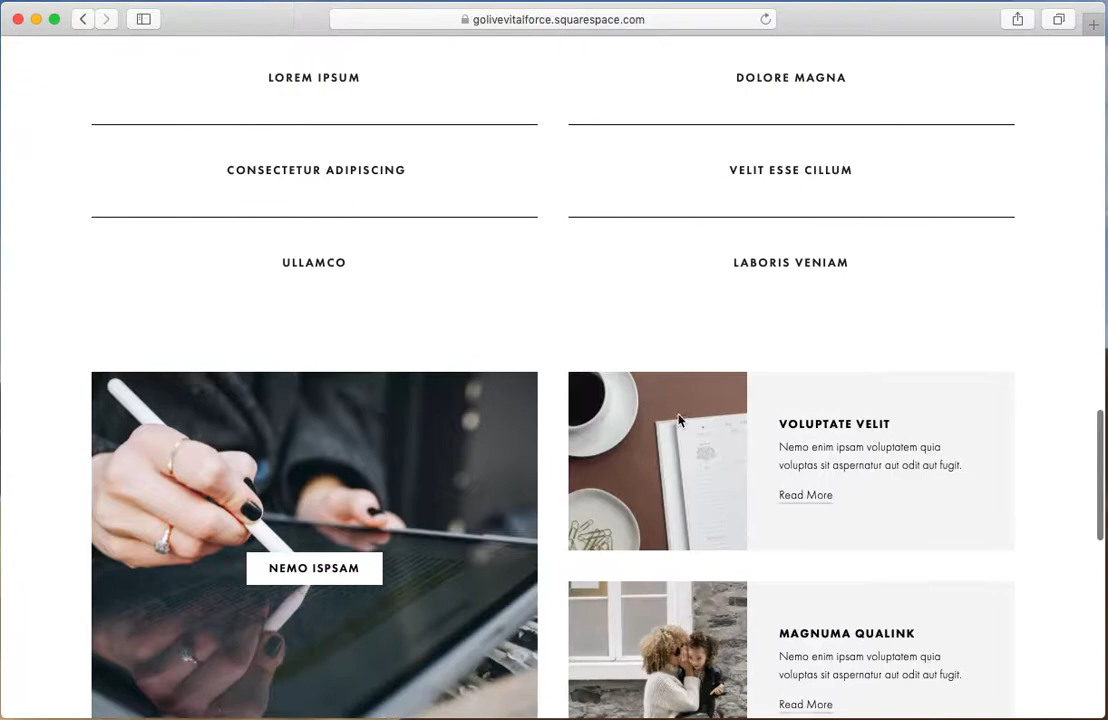 golivevitalforce.squarespace.com
LOREM IPSUM
DOLORE MAGNA
CONSECTETUR ADIPISCING
VELIT ESSE CILLUM
ULLAMCO
LABORIS VENIAM
NEMO ISPSAM
VOLUPTATE VELIT
Nemo enim ipsam voluptatem quia
voluptas sit aspernatur aut odit aut fugit.
Read More
MAGNUMA QUALINK
Nemo enim ipsam voluptatem quia
voluptas sit aspernatur aut odit aut fugit.
Read More